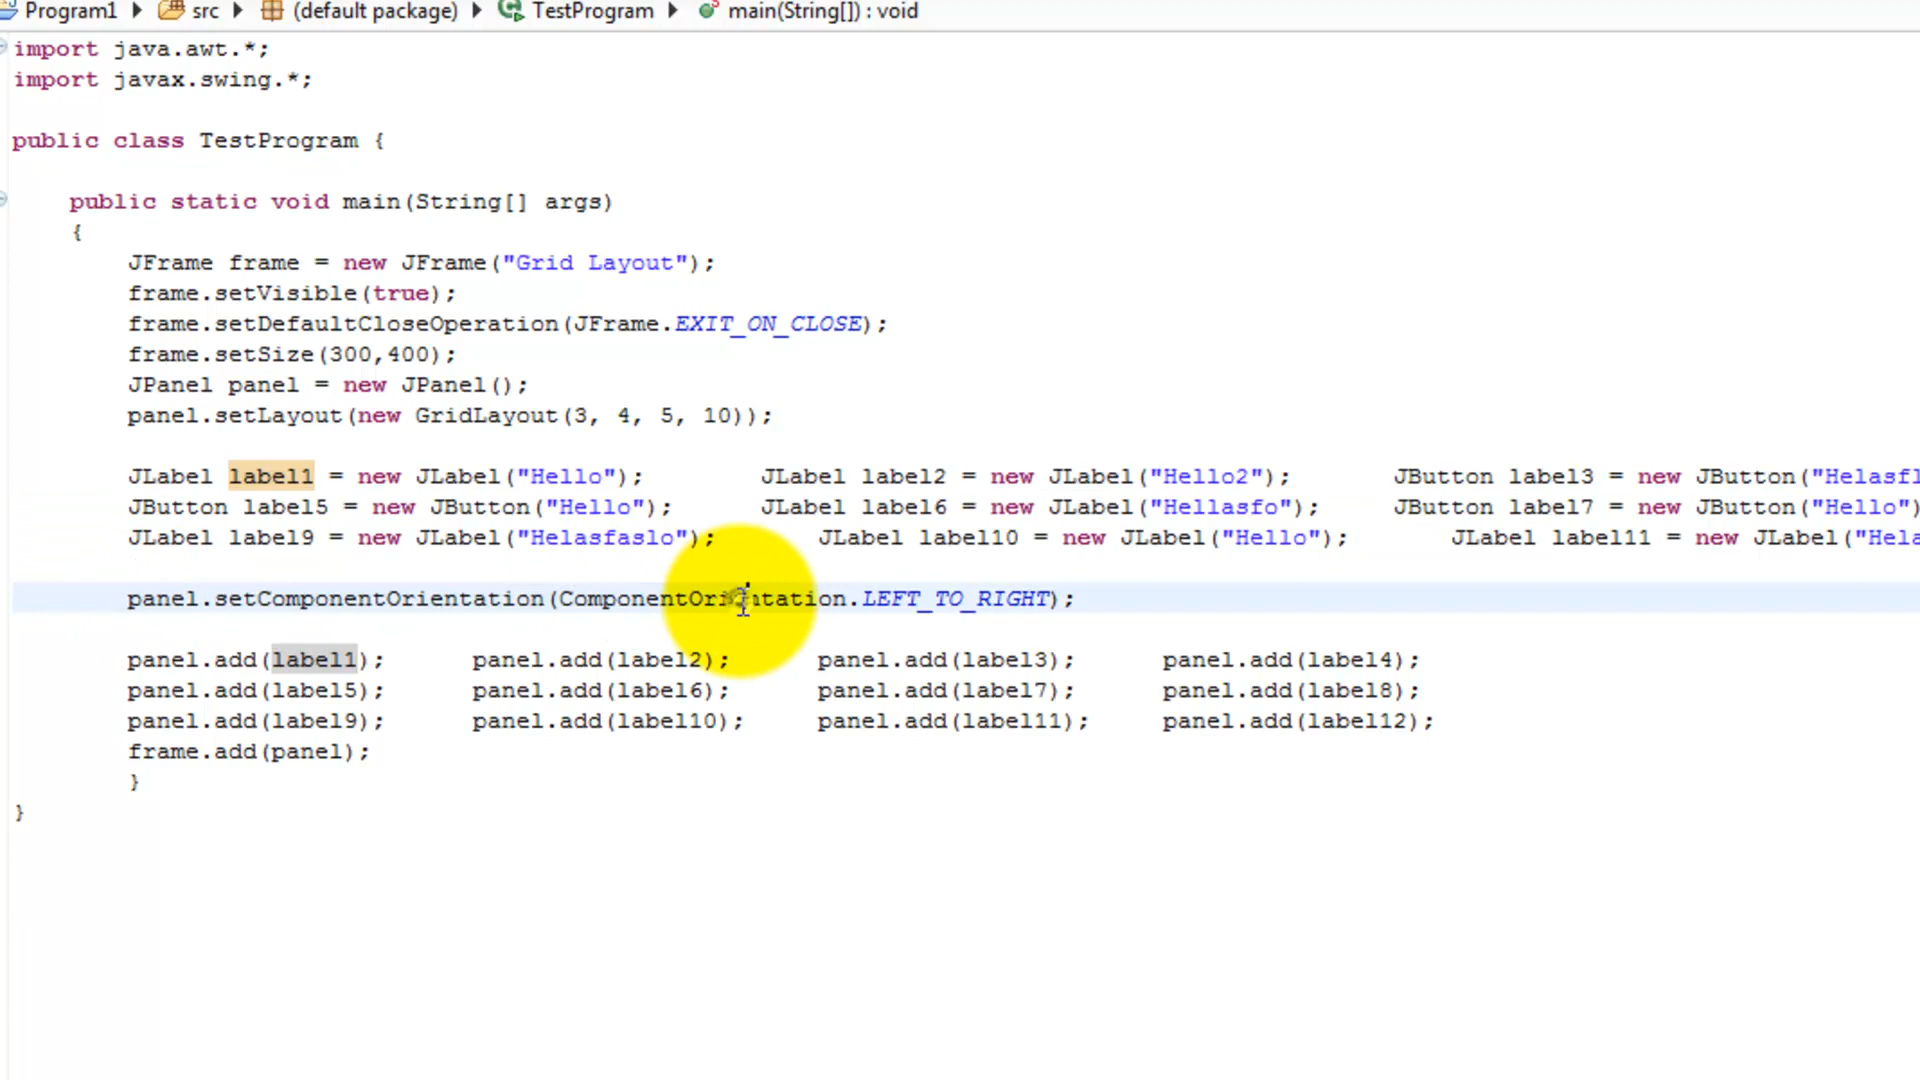 Program1 src (default package) TestProgram main(String[]) : void
import java.awt.*;
import javax.swing.*;
public class TestProgram {
public static void main(String[] args)
{
JFrame frame = new JFrame("Grid Layout");
frame.setVisible(true);
frame.setDefaultCloseOperation(JFrame.EXIT_ON_CLOSE);
frame.setSize(300,400);
JPanel panel = new JPanel();
panel.setLayout(new GridLayout(3, 4, 5, 10));
JLabel label1 = new JLabel("Hello"); JLabel label2 = new JLabel("Hello2"); JButton label3 = new JButton("Helasfl
JButton label5 = new JButton("Hello"); JLabel label6 = new JLabel("Hellasfo"); JButton label7 = new JButton("Hello")
JLabel label9 = new JLabel("Helasfaslo"); JLabel label10 = new JLabel("Hello"); JLabel label11 = new JLabel("Hela
panel.setComponentOrientation(ComponentOrientation.LEFT_TO_RIGHT);
panel.add(label1); panel.add(label2); panel.add(label3); panel.add(label4);
panel.add(label5); panel.add(label6); panel.add(label7); panel.add(label8);
panel.add(label9); panel.add(label10); panel.add(label11); panel.add(label12);
frame.add(panel);
}
}